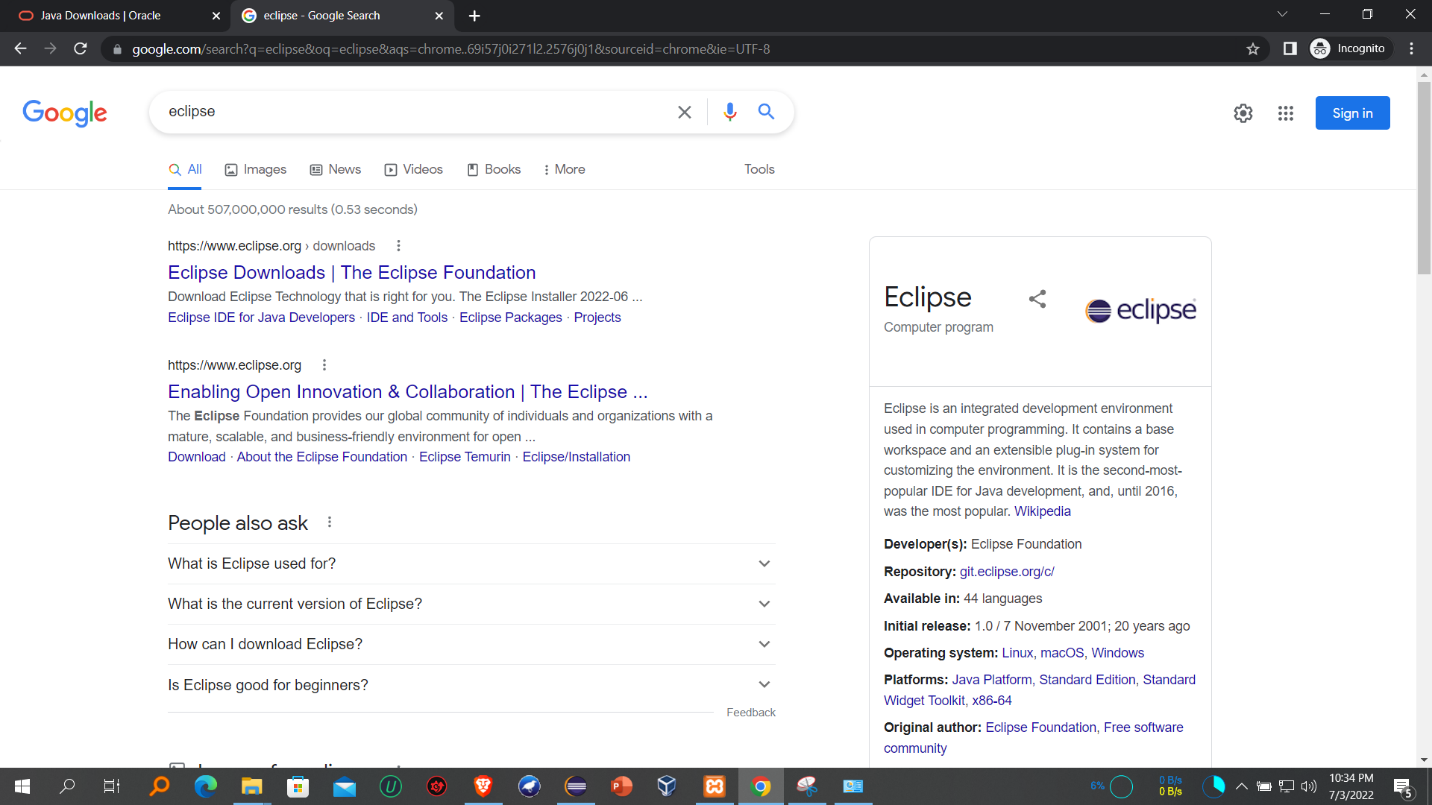 Java Downloads | Oracle
eclipse - Google Search
google.com/search?q=eclipse&oq=eclipse&aqs=chrome..69i57j0i271l2.2576j0j1&sourceid=chrome&ie=UTF-8
Incognito
Google
eclipse
Sign in
All Images News Videos Books More Tools
About 507,000,000 results (0.53 seconds)
https://www.eclipse.org › downloads
Eclipse Downloads | The Eclipse Foundation
Download Eclipse Technology that is right for you. The Eclipse Installer 2022-06 ...
Eclipse IDE for Java Developers · IDE and Tools · Eclipse Packages · Projects
https://www.eclipse.org
Enabling Open Innovation & Collaboration | The Eclipse ...
The Eclipse Foundation provides our global community of individuals and organizations with a
mature, scalable, and business-friendly environment for open ...
Download · About the Eclipse Foundation · Eclipse Temurin · Eclipse/Installation
People also ask
What is Eclipse used for?
What is the current version of Eclipse?
How can I download Eclipse?
Is Eclipse good for beginners?
Feedback
Eclipse
Computer program
eclipse
Eclipse is an integrated development environment
used in computer programming. It contains a base
workspace and an extensible plug-in system for
customizing the environment. It is the second-most-
popular IDE for Java development, and, until 2016,
was the most popular. Wikipedia
Developer(s): Eclipse Foundation
Repository: git.eclipse.org/c/
Available in: 44 languages
Initial release: 1.0 / 7 November 2001; 20 years ago
Operating system: Linux, macOS, Windows
Platforms: Java Platform, Standard Edition, Standard
Widget Toolkit, x86-64
Original author: Eclipse Foundation, Free software
community
6%
0 B/s
0 B/s
10:34 PM
7/3/2022
5